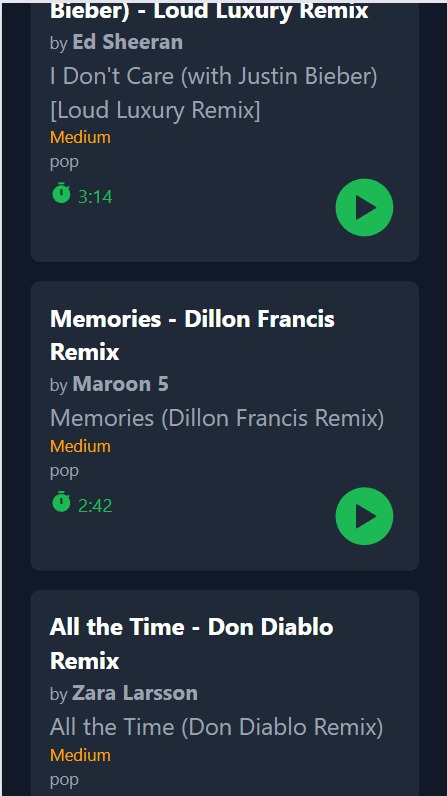 Bieber) - Loud Luxury Remix
by Ed Sheeran
I Don't Care (with Justin Bieber)
[Loud Luxury Remix]
Medium
pop
3:14
Memories - Dillon Francis
Remix
by Maroon 5
Memories (Dillon Francis Remix)
Medium
pop
2:42
All the Time - Don Diablo
Remix
by Zara Larsson
All the Time (Don Diablo Remix)
Medium
pop